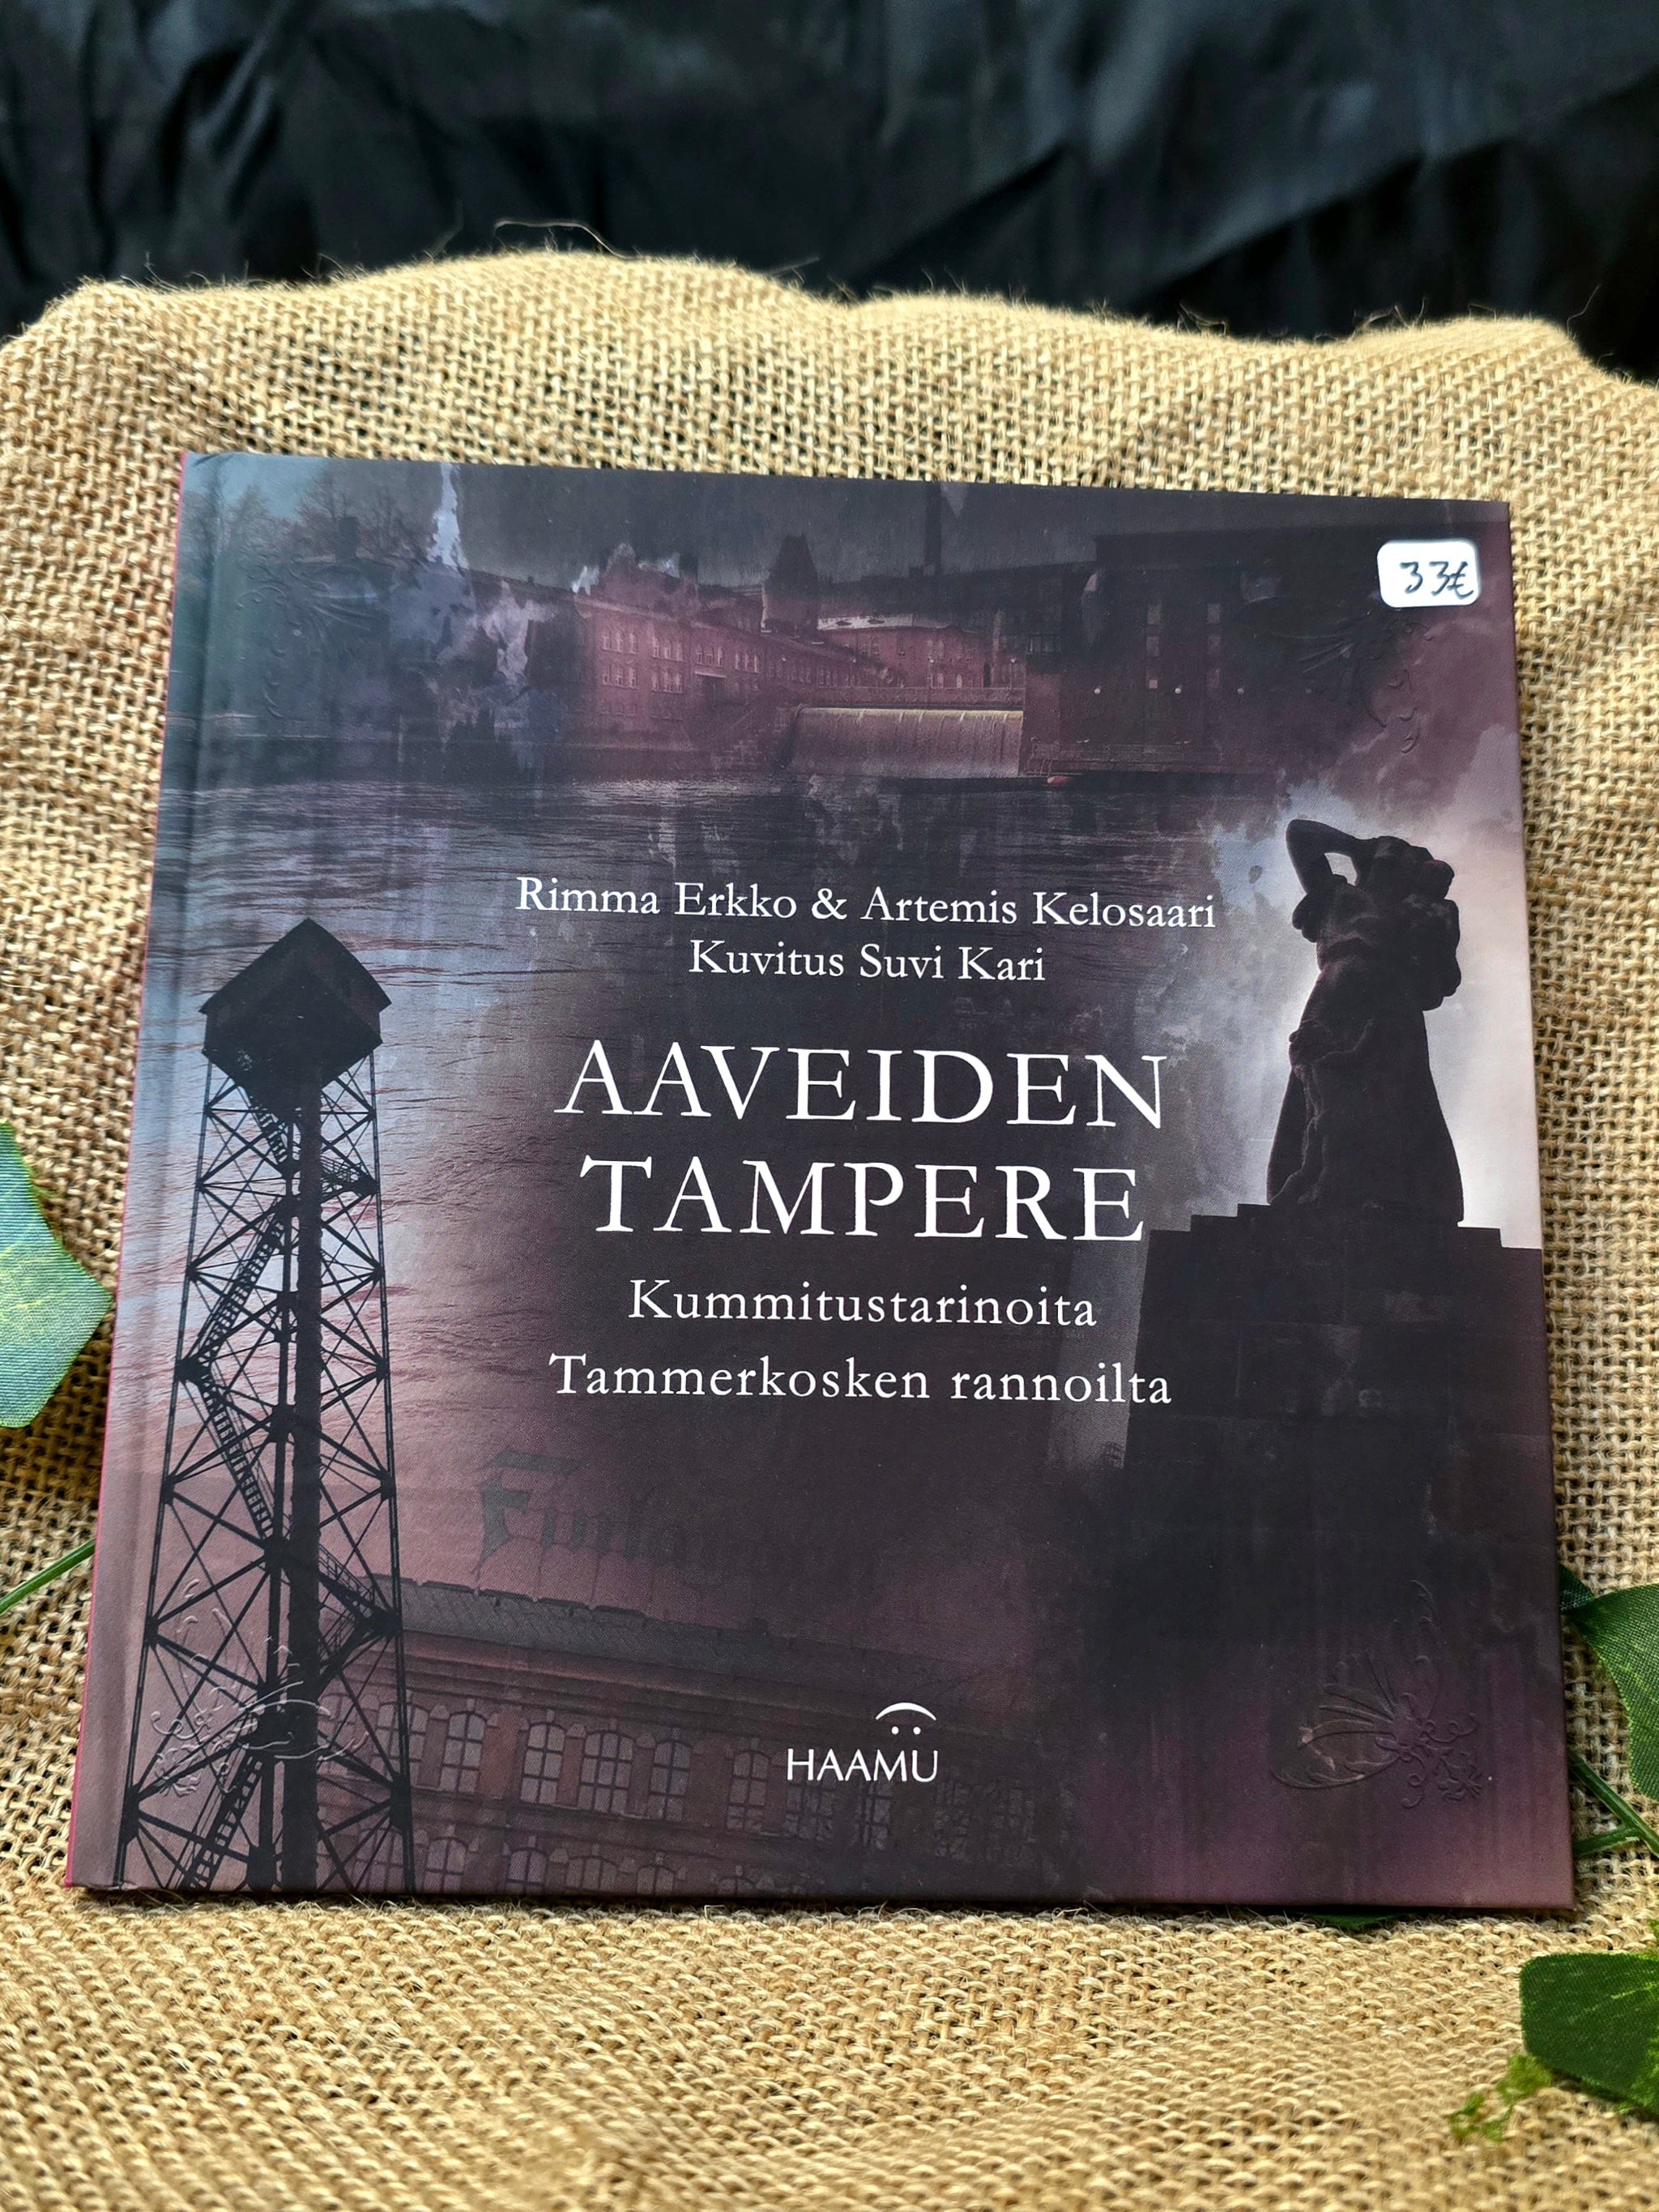 33€
Rimma Erkko & Artemis Kelosaari
Kuvitus Suvi Kari
AAVEIDEN
TAMPERE
Kummitustarinoita
Tammerkosken rannoilta
HAAMU